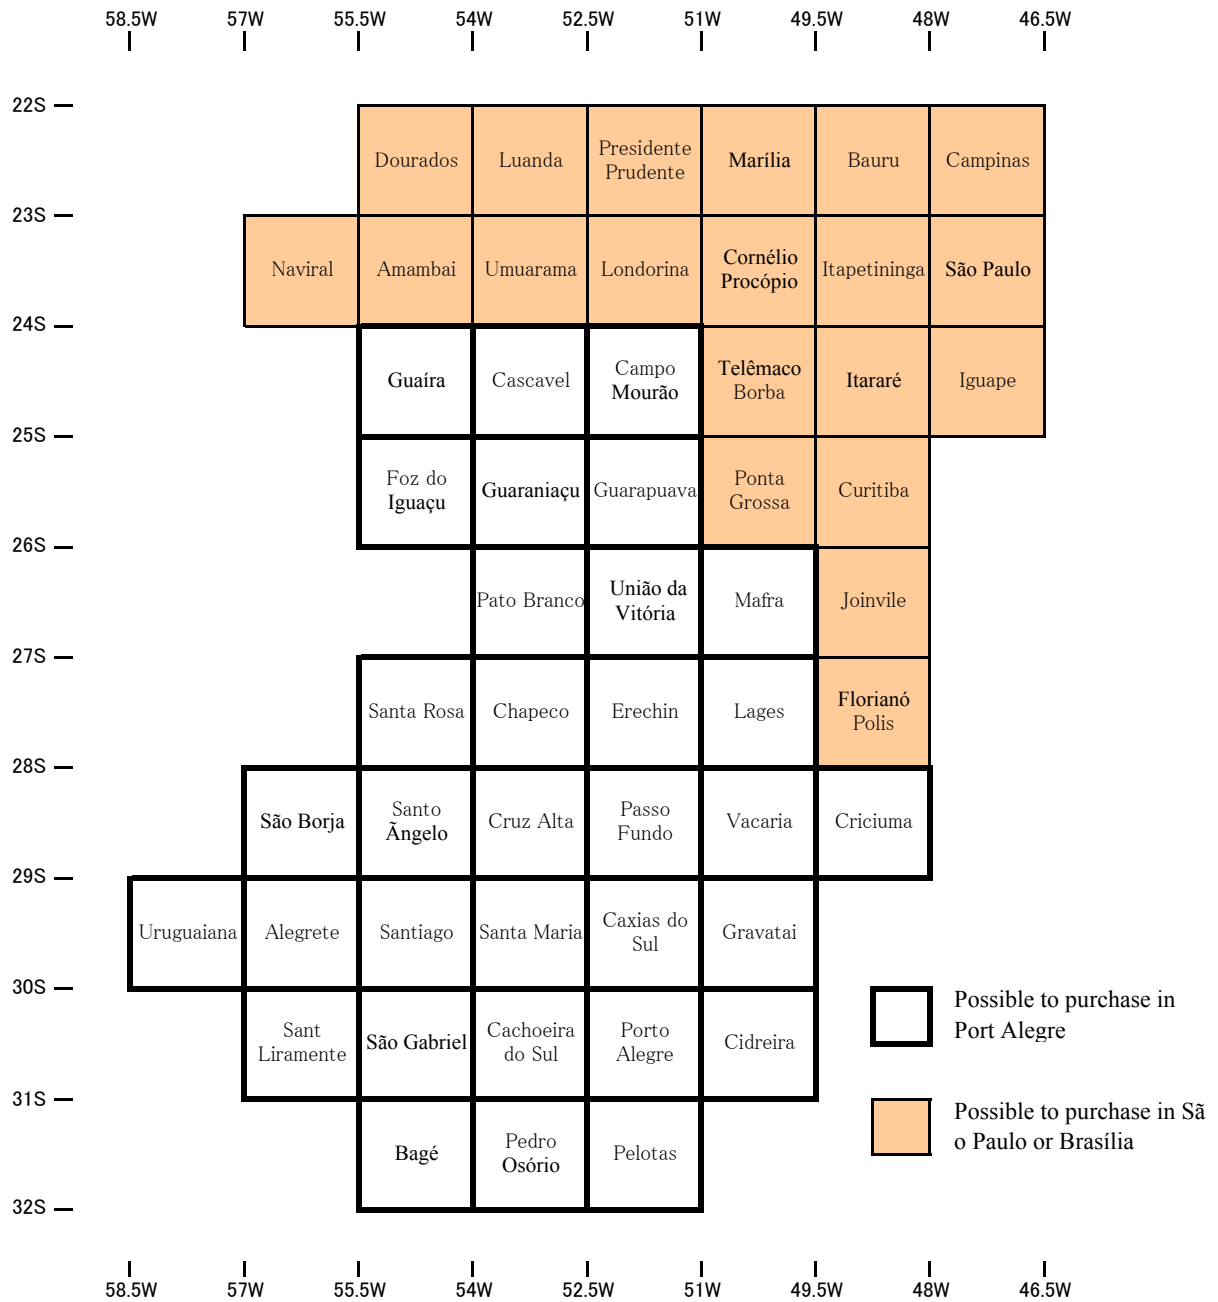 58.5W 57W 55.5W 54W 52.5W 51W 49.5W 48W 46.5W
22S
Dourados Luanda Presidente Prudente Marília Bauru Campinas
23S
Naviral Amambai Umuarama Londorina Cornélio Procópio Itapetininga São Paulo
24S
Guaíra Cascavel Campo Mourão Telêmaco Borba Itararé Iguape
25S
Foz do Iguaçu Guaraniaçu Guarapuava Ponta Grossa Curitiba
26S
Pato Branco União da Vitória Mafra Joinvile
27S
Santa Rosa Chapeco Erechin Lages Florianó Polis
28S
São Borja Santo Ãngelo Cruz Alta Passo Fundo Vacaria Criciuma
29S
Uruguaiana Alegrete Santiago Santa Maria Caxias do Sul Gravatai
30S
Sant Liramente São Gabriel Cachoeira do Sul Porto Alegre Cidreira
31S
Bagé Pedro Osório Pelotas
32S
Possible to purchase in
Port Alegre
Possible to purchase in Sã
o Paulo or Brasília
58.5W 57W 55.5W 54W 52.5W 51W 49.5W 48W 46.5W